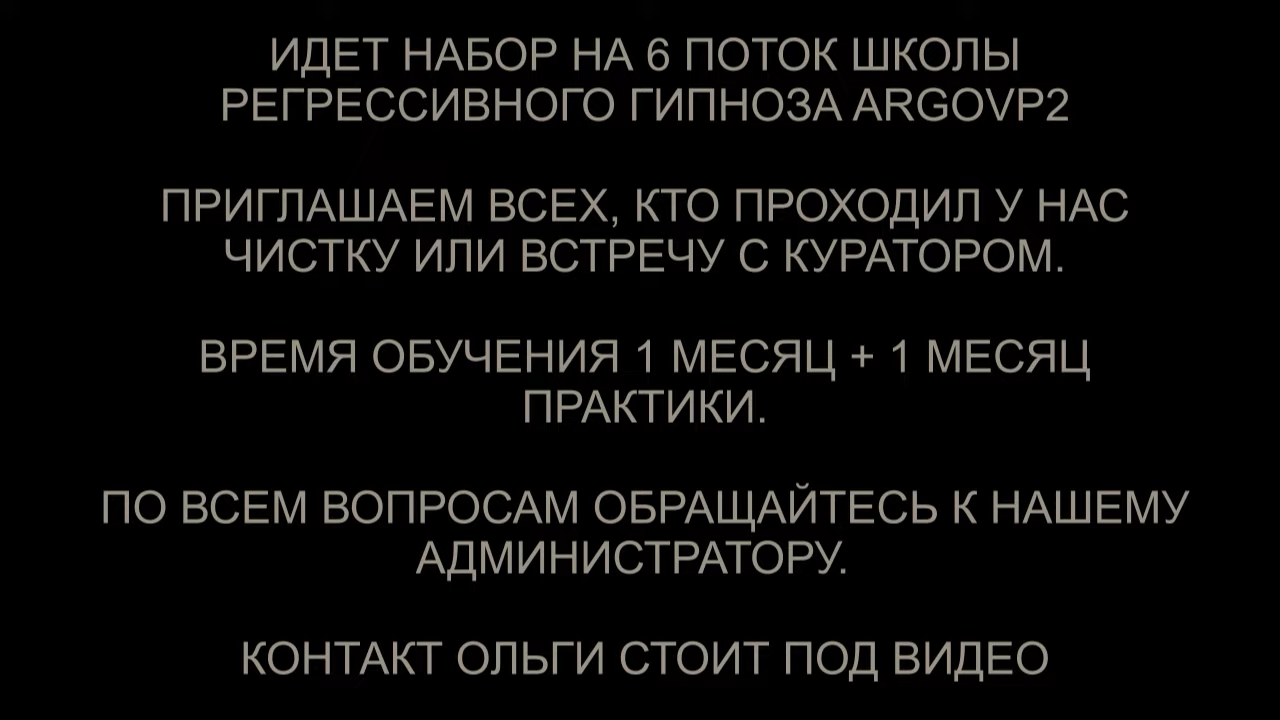 ИДЕТ НАБОР НА 6 ПОТОК ШКОЛЫ
РЕГРЕССИВНОГО ГИПНОЗА ARGOVP2
ПРИГЛАШАЕМ ВСЕХ, КТО ПРОХОДИЛ У НАС
ЧИСТКУ ИЛИ ВСТРЕЧУ С КУРАТОРОМ.
ВРЕМЯ ОБУЧЕНИЯ 1 МЕСЯЦ + 1 МЕСЯЦ
ПРАКТИКИ.
ПО ВСЕМ ВОПРОСАМ ОБРАЩАЙТЕСЬ К НАШЕМУ
АДМИНИСТРАТОРУ.
КОНТАКТ ОЛЬГИ СТОИТ ПОД ВИДЕО